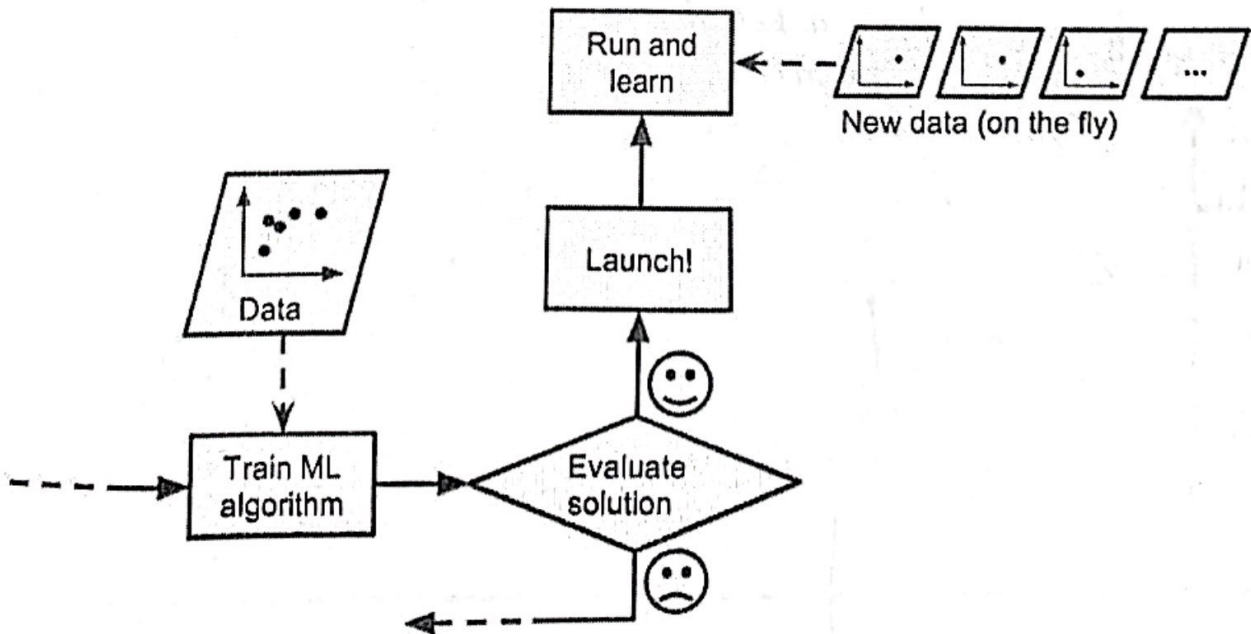 Run and
learn
...
New data (on the fly)
Launch!
Data
Train ML
algorithm
Evaluate
solution